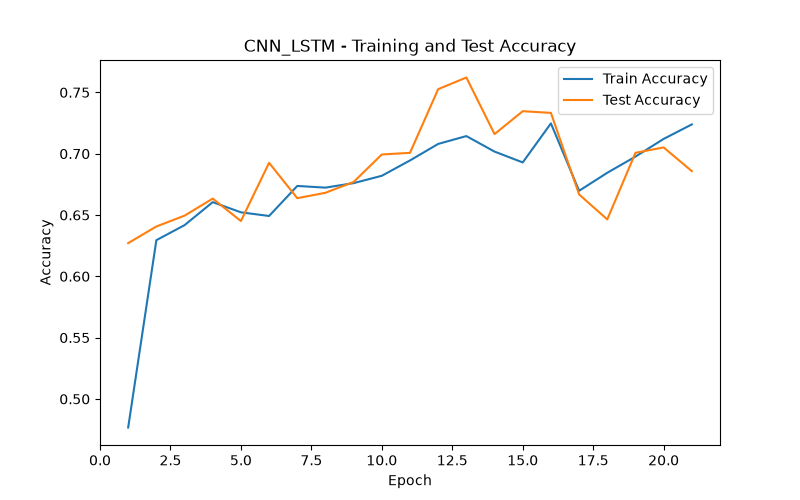 CNN_LSTM - Training and Test Accuracy
Train Accuracy
Test Accuracy
0.75
0.70
0.65
0.60
0.55
0.50
Accuracy
0.0 2.5 5.0 7.5 10.0 12.5 15.0 17.5 20.0
Epoch